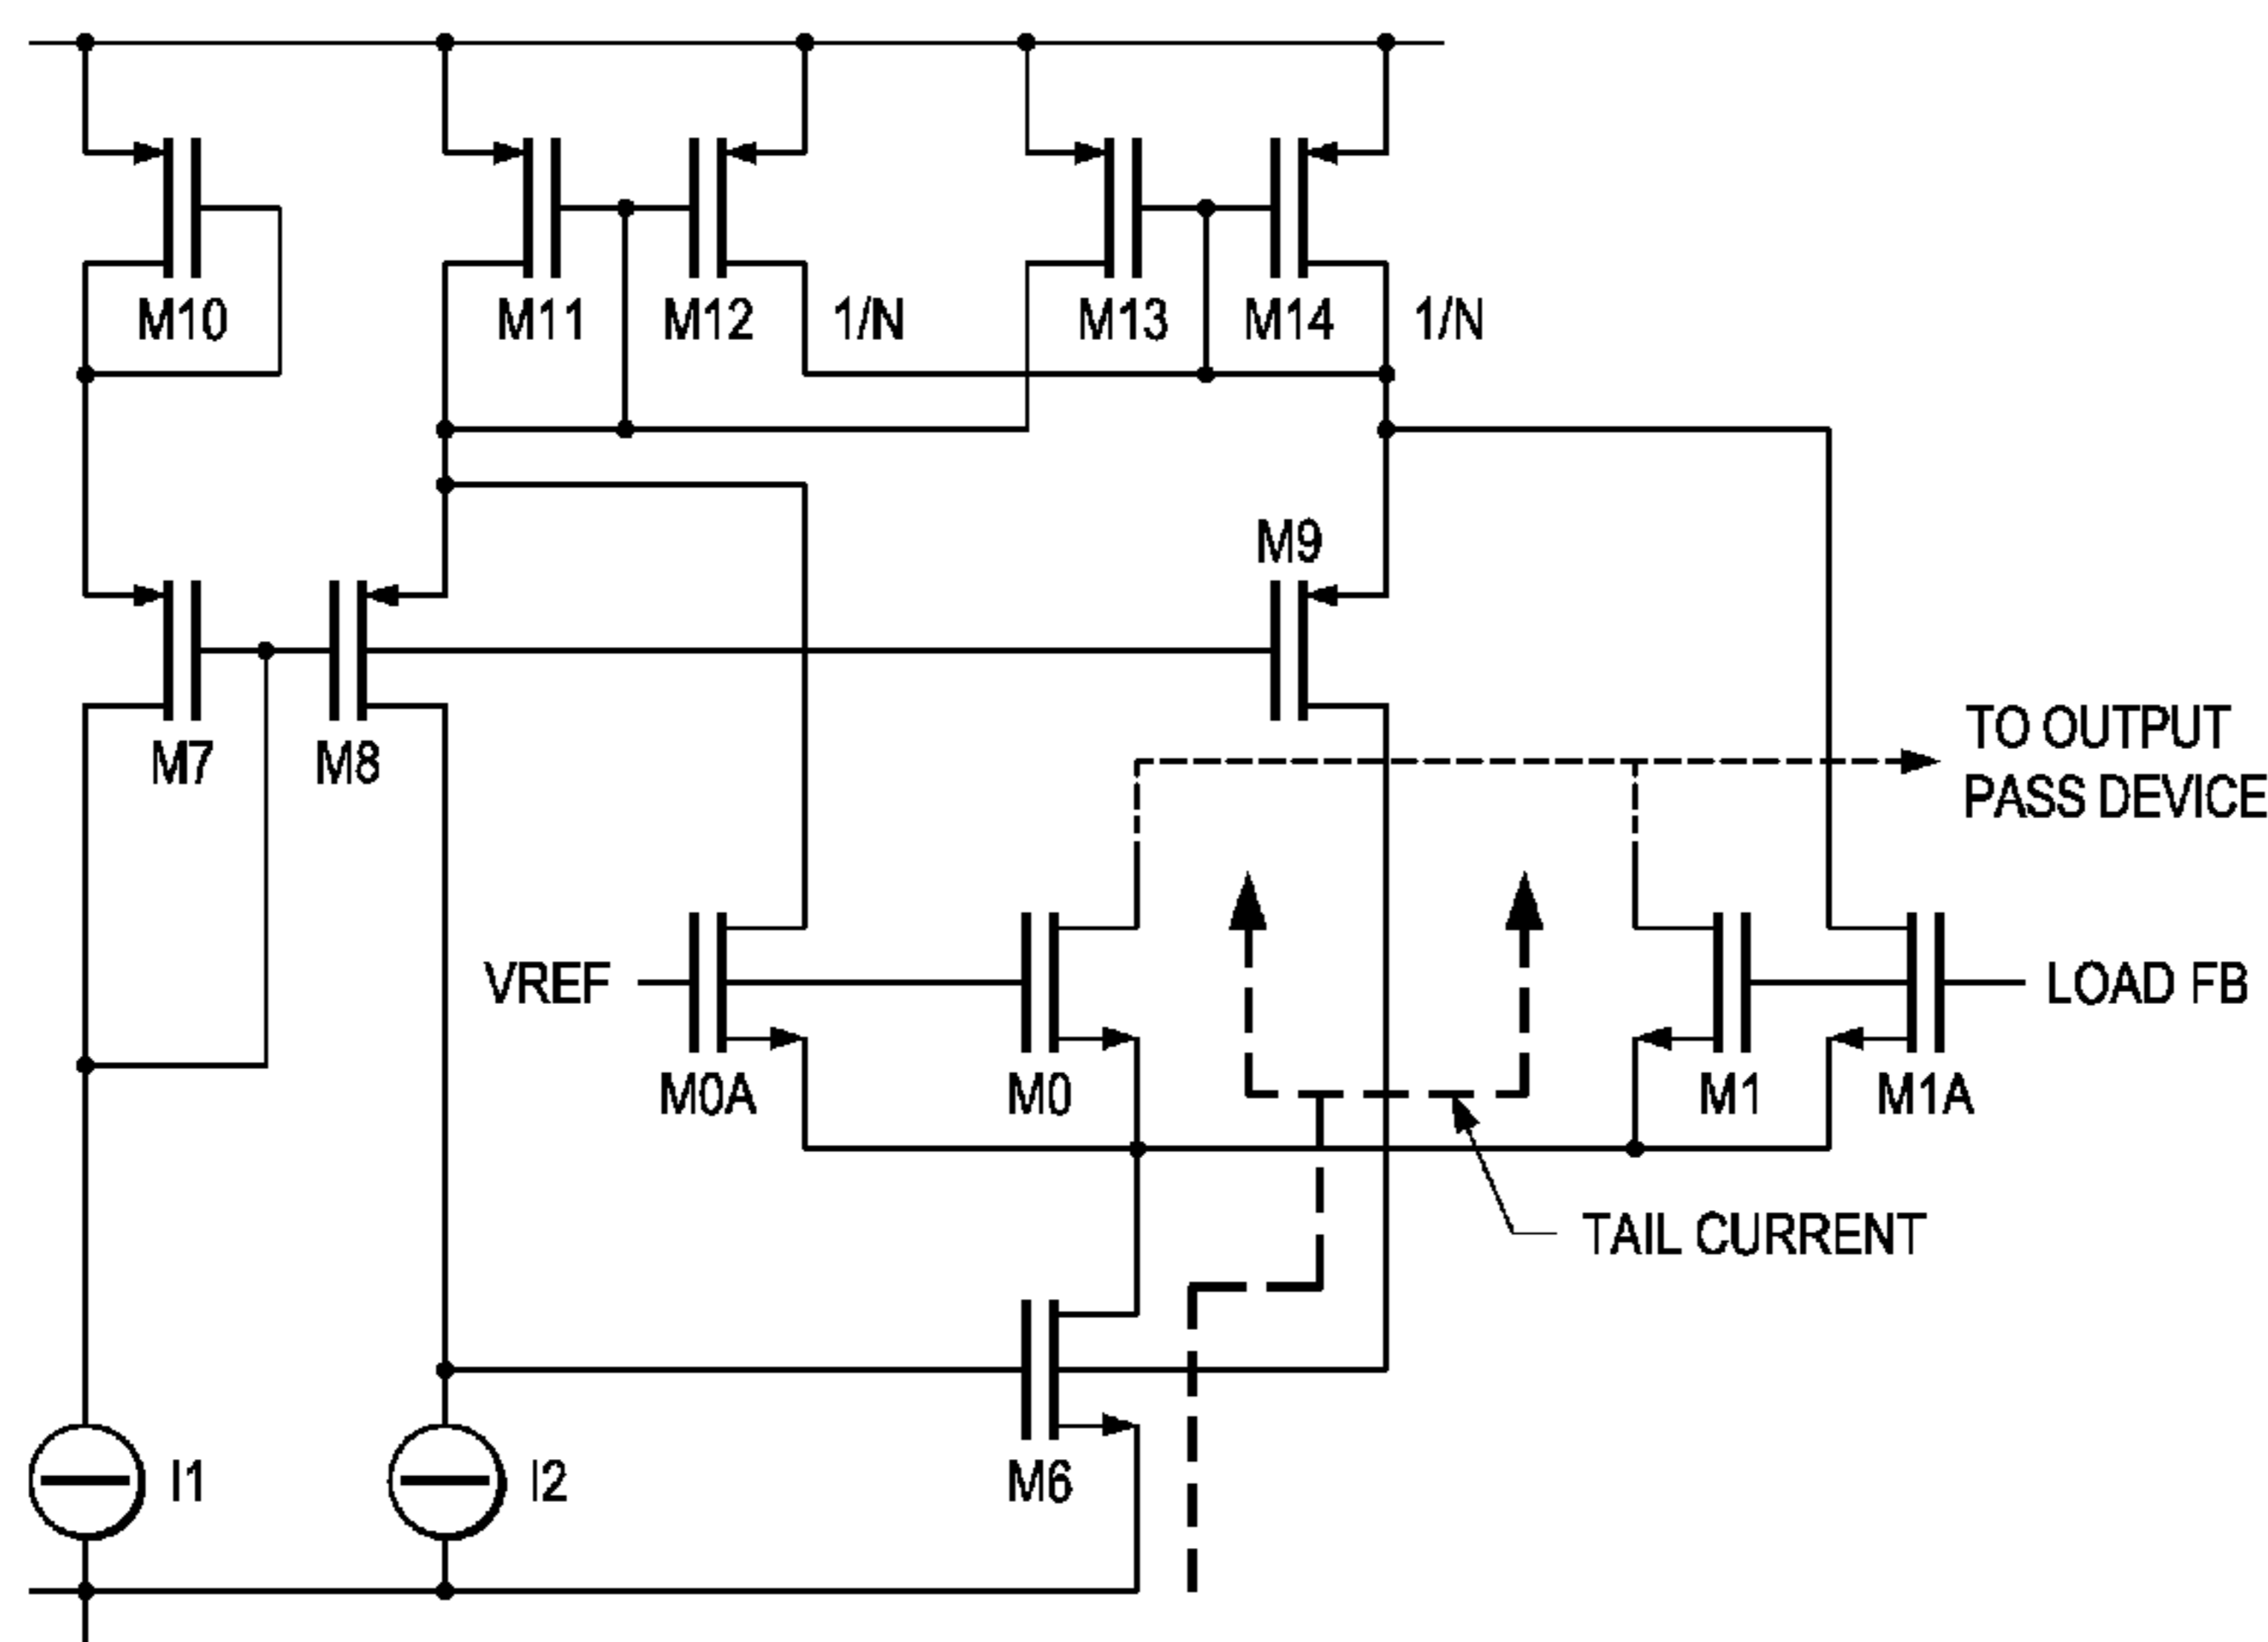 M10
M11
M12
1/N
M13
M14
1/N
M9
M7
M8
TO OUTPUT
PASS DEVICE
VREF
LOAD FB
M0A
M0
M1
M1A
TAIL CURRENT
I1
I2
M6